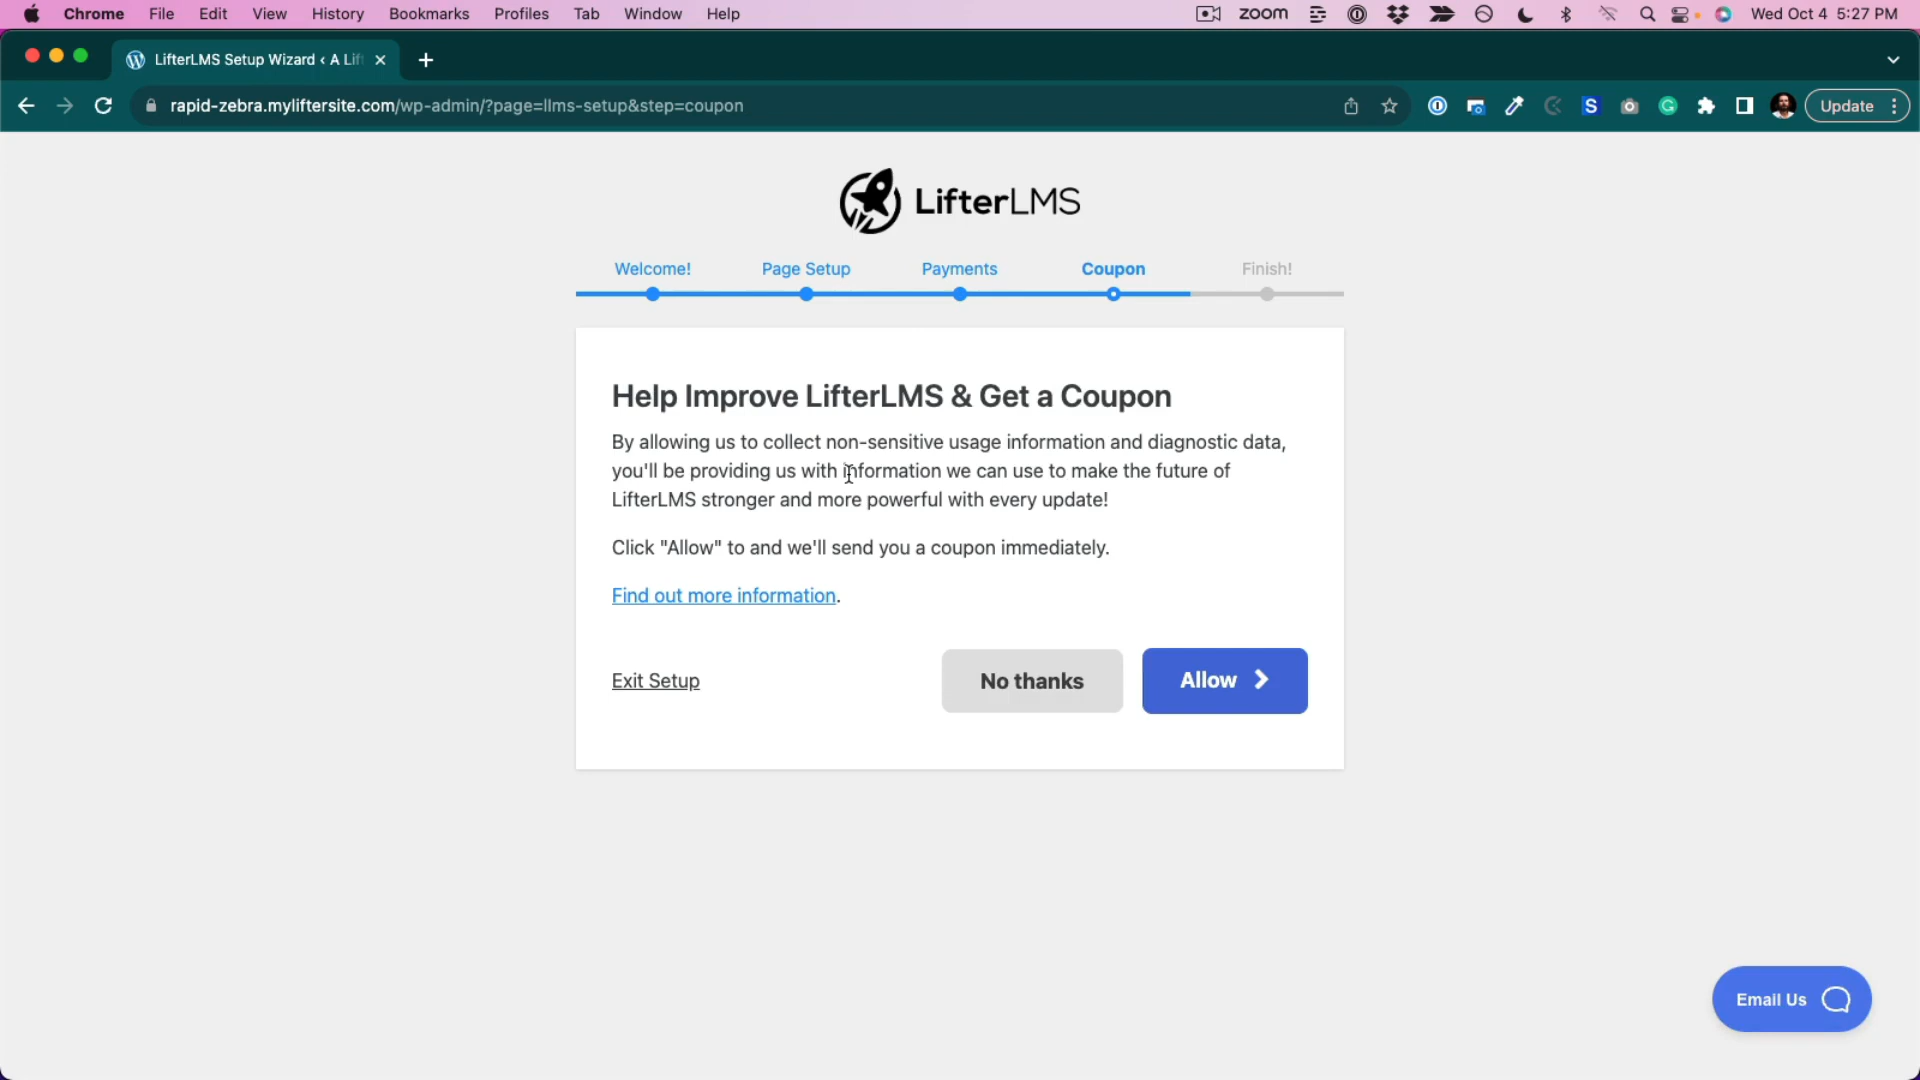 Chrome File Edit View History Bookmarks Profiles Tab Window Help zoom Wed Oct 4 5:27 PM
LifterLMS Setup Wizard ‹ A Lif
rapid-zebra.myliftersite.com/wp-admin/?page=llms-setup&step=coupon S G Update
LifterLMS
Welcome! Page Setup Payments Coupon Finish!
Help Improve LifterLMS & Get a Coupon
By allowing us to collect non-sensitive usage information and diagnostic data,
you'll be providing us with information we can use to make the future of
LifterLMS stronger and more powerful with every update!
Click "Allow" to and we'll send you a coupon immediately.
Find out more information.
Exit Setup No thanks Allow
Email Us